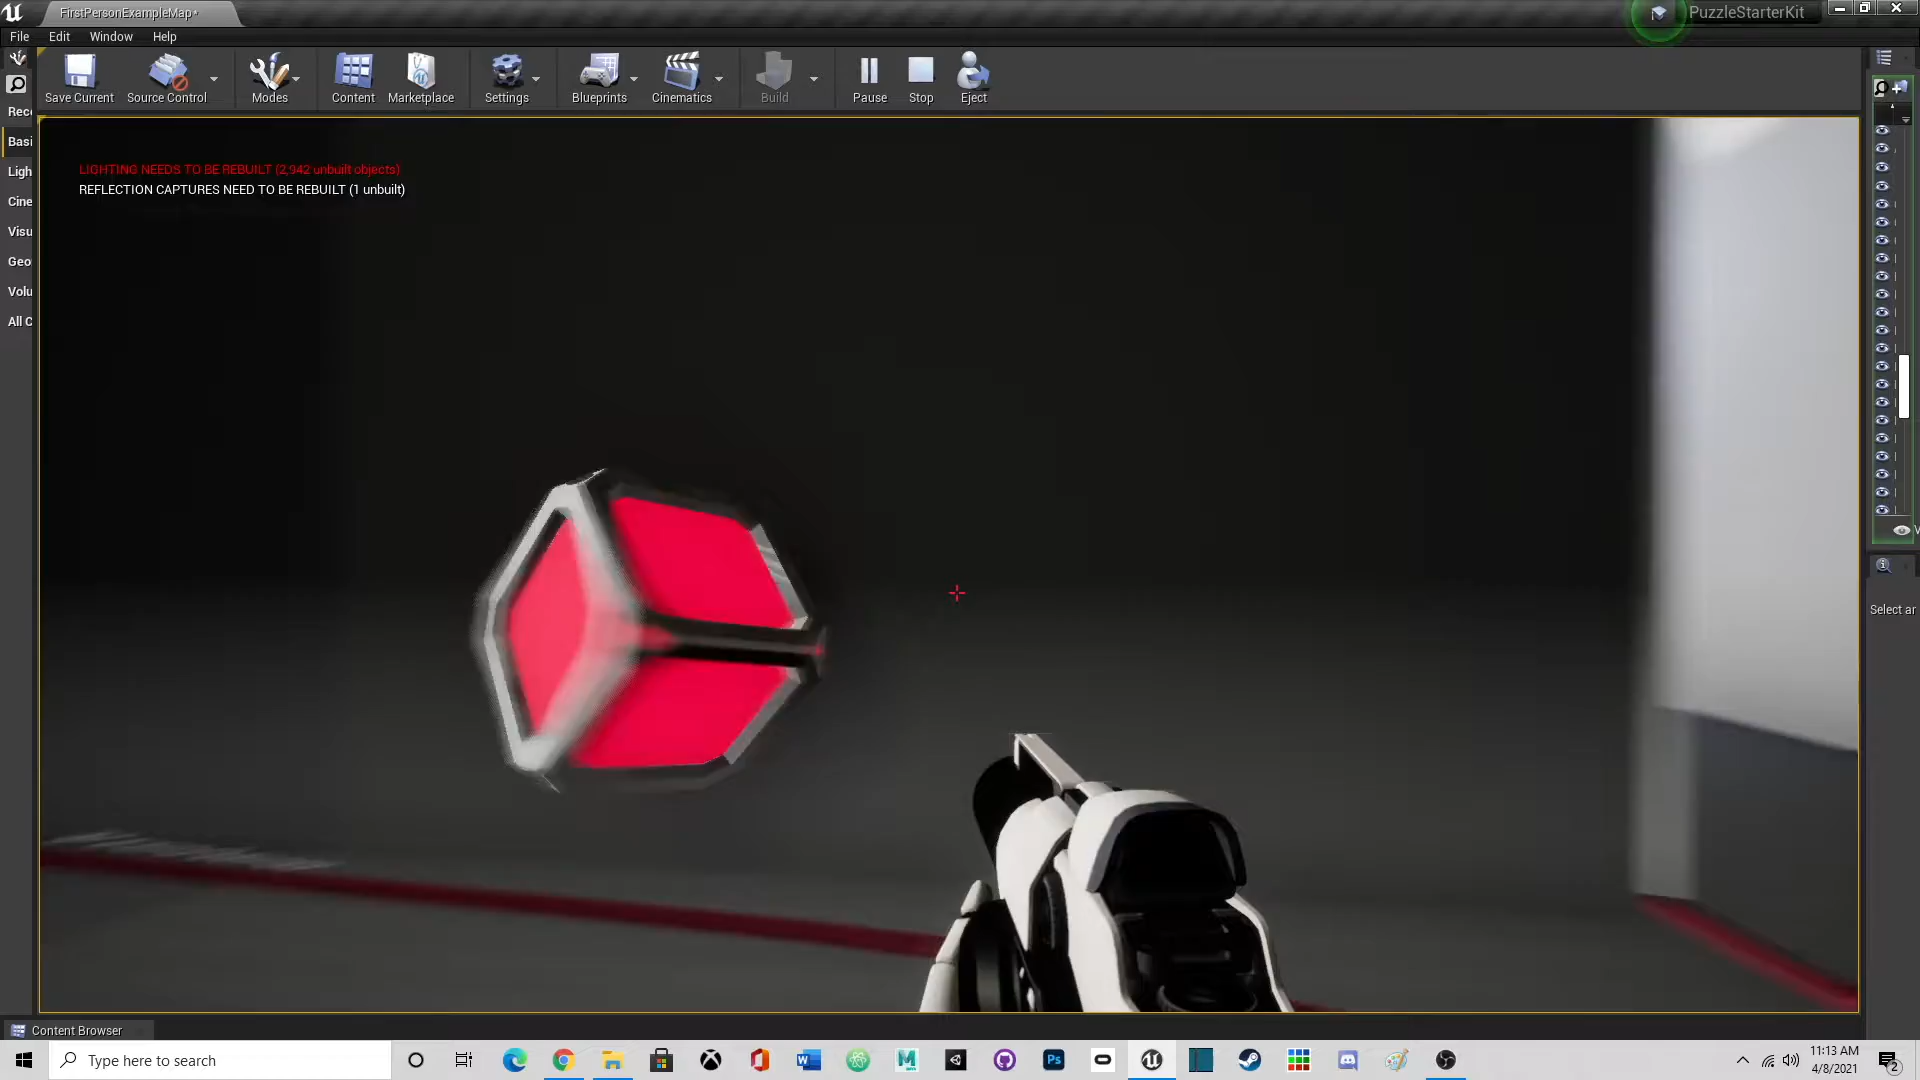 FirstPersonExampleMap*
PuzzleStarterKit
File Edit Window Help
Save Current Source Control Modes Content Marketplace Settings Blueprints Cinematics Build Pause Stop Eject
Rece
Basi
Ligh
Cine
Visu
Geo
Volu
All C
LIGHTING NEEDS TO BE REBUILT (2,942 unbuilt objects)
REFLECTION CAPTURES NEED TO BE REBUILT (1 unbuilt)
Select ar
Content Browser
Type here to search
11:13 AM
4/8/2021
2